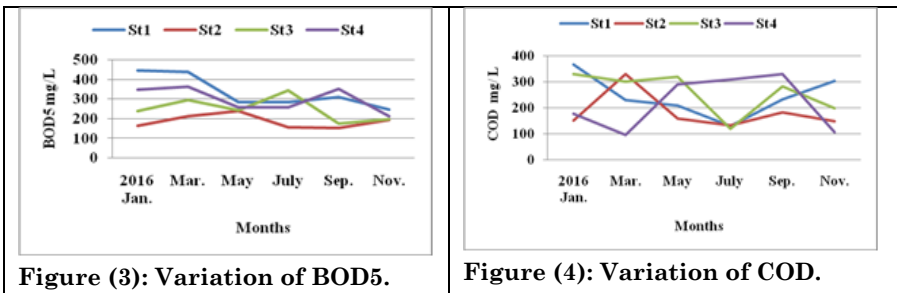 St1 St2 St3 St4
BOD5 mg/L
500
400
300
200
100
0
2016 Jan. Mar. May July Sep. Nov.
Months
Figure (3): Variation of BOD5.
St1 St2 St3 St4
COD mg/L
400
300
200
100
0
2016 Jan. Mar. May July Sep. Nov.
Months
Figure (4): Variation of COD.